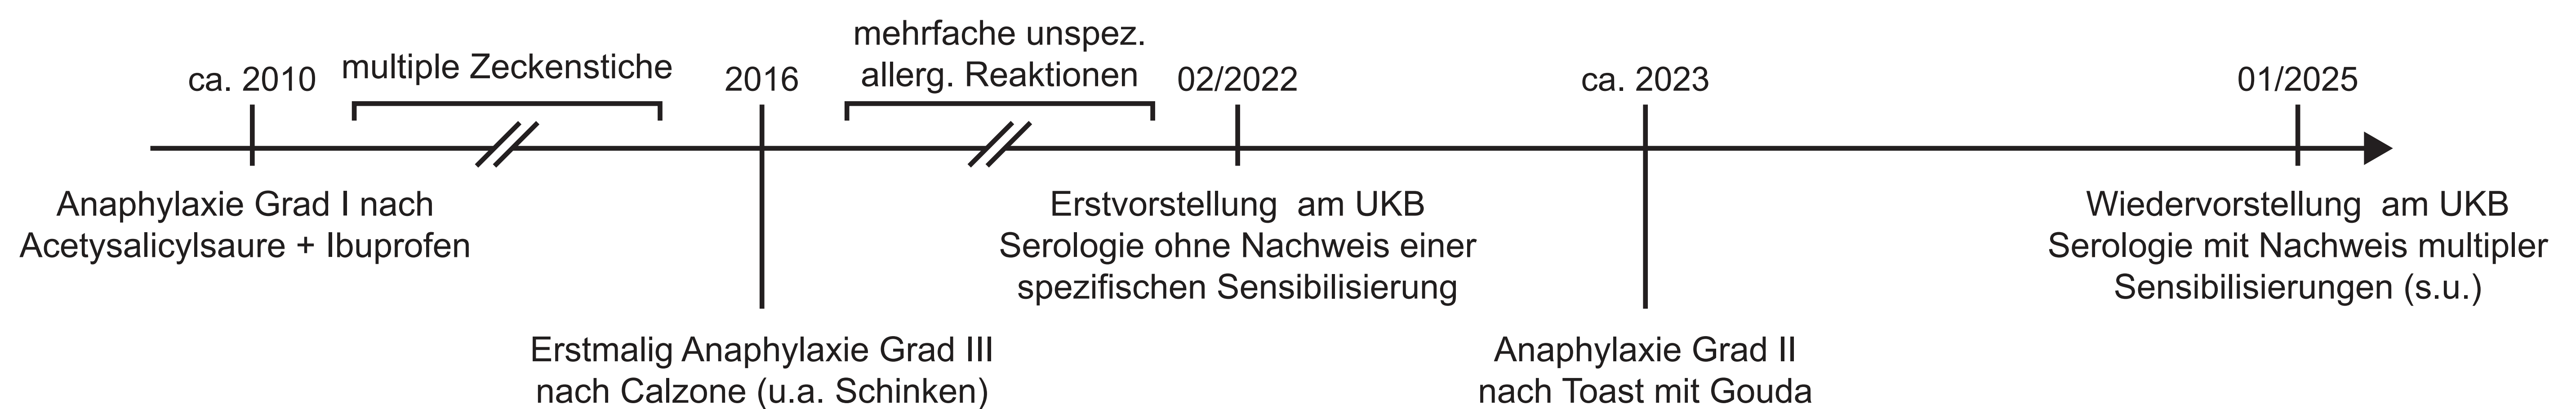 ca. 2010
Anaphylaxie Grad I nach
Acetysalicylsaure + Ibuprofen
multiple Zeckenstiche
2016
Erstmalig Anaphylaxie Grad III
nach Calzone (u.a. Schinken)
mehrfache unspez.
allerg. Reaktionen
02/2022
Erstvorstellung am UKB
Serologie ohne Nachweis einer
spezifischen Sensibilisierung
ca. 2023
Anaphylaxie Grad II
nach Toast mit Gouda
01/2025
Wiedervorstellung am UKB
Serologie mit Nachweis multipler
Sensibilisierungen (s.u.)